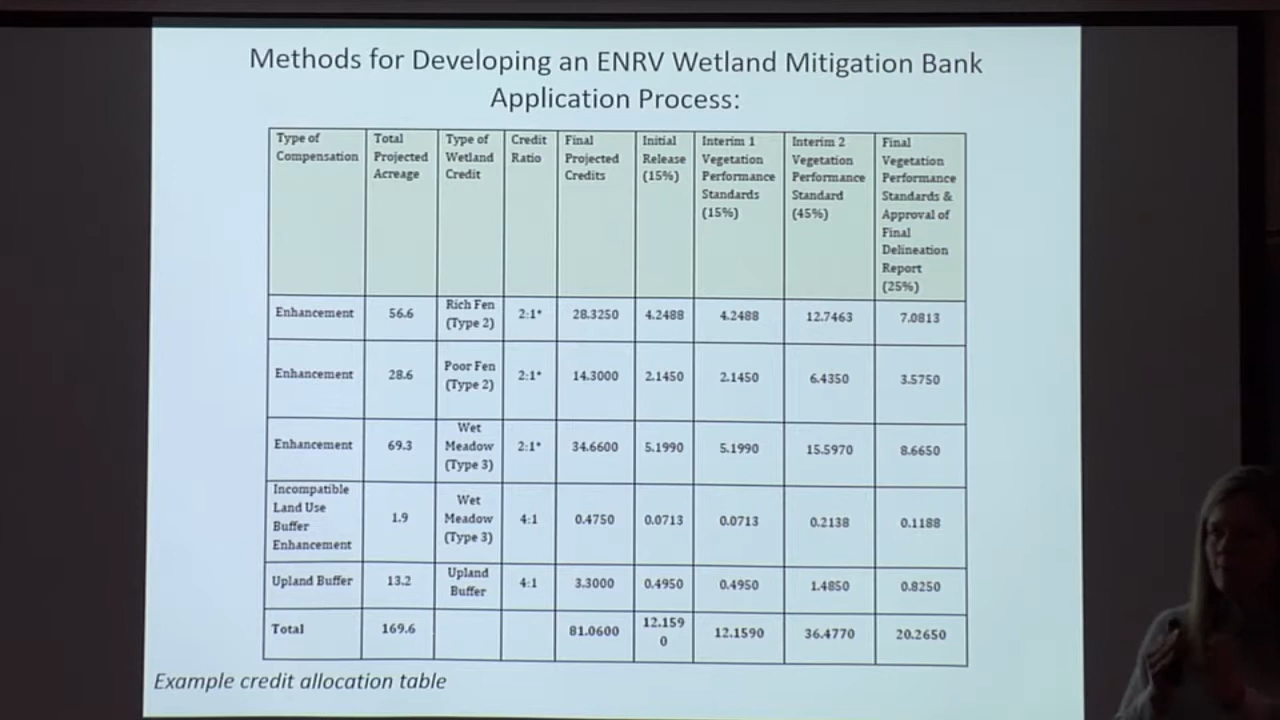 Methods for Developing an ENRV Wetland Mitigation Bank
Application Process:
Type of Compensation | Total Projected Acreage | Type of Wetland Credit | Credit Ratio | Final Projected Credits | Initial Release (15%) | Interim 1 Vegetation Performance Standards (15%) | Interim 2 Vegetation Performance Standard (45%) | Final Vegetation Performance Standards & Approval of Final Delineation Report (25%)
Enhancement | 56.6 | Rich Fen (Type 2) | 2:1* | 28.3250 | 4.2488 | 4.2488 | 12.7463 | 7.0813
Enhancement | 28.6 | Poor Fen (Type 2) | 2:1* | 14.3000 | 2.1450 | 2.1450 | 6.4350 | 3.5750
Enhancement | 69.3 | Wet Meadow (Type 3) | 2:1* | 34.6600 | 5.1990 | 5.1990 | 15.5970 | 8.6650
Incompatible Land Use Buffer Enhancement | 1.9 | Wet Meadow (Type 3) | 4:1 | 0.4750 | 0.0713 | 0.0713 | 0.2138 | 0.1188
Upland Buffer | 13.2 | Upland Buffer | 4:1 | 3.3000 | 0.4950 | 0.4950 | 1.4850 | 0.8250
Total | 169.6 | | | 81.0600 | 12.1590 | 12.1590 | 36.4770 | 20.2650
Example credit allocation table